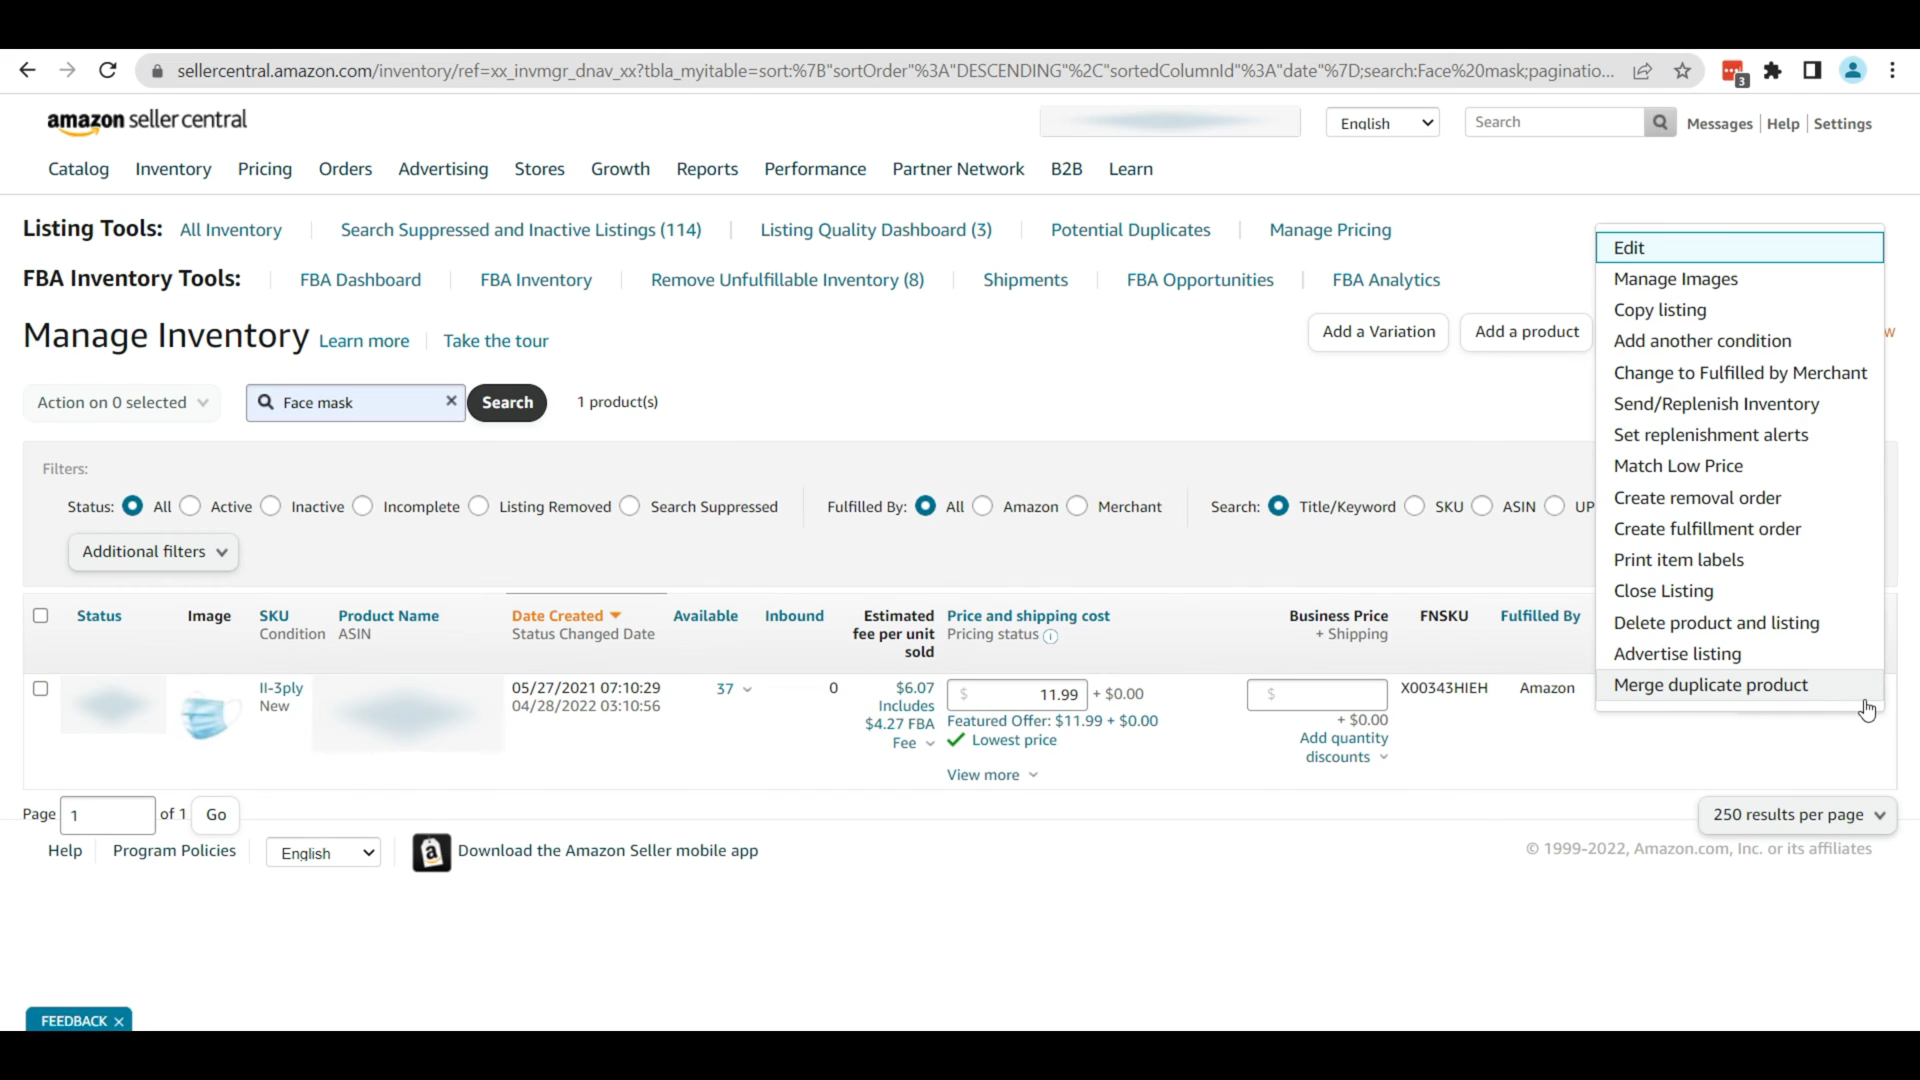 sellercentral.amazon.com/inventory/ref=xx_invmgr_dnav_xx?tbla_myitable=sort:%7B"sortOrder"%3A"DESCENDING"%2C"sortedColumnId"%3A"date"%7D;search:Face%20mask;paginatio...
3
amazon seller central
English
Search
Messages
Help
Settings
Catalog
Inventory
Pricing
Orders
Advertising
Stores
Growth
Reports
Performance
Partner Network
B2B
Learn
Listing Tools:
All Inventory
Search Suppressed and Inactive Listings (114)
Listing Quality Dashboard (3)
Potential Duplicates
Manage Pricing
FBA Inventory Tools:
FBA Dashboard
FBA Inventory
Remove Unfulfillable Inventory (8)
Shipments
FBA Opportunities
FBA Analytics
Manage Inventory
Learn more
Take the tour
Add a Variation
Add a product
w
Action on 0 selected
Face mask
Search
1 product(s)
Filters:
Status:
All
Active
Inactive
Incomplete
Listing Removed
Search Suppressed
Fulfilled By:
All
Amazon
Merchant
Search:
Title/Keyword
SKU
ASIN
UP
Additional filters
Status
Image
SKU
Condition
Product Name
ASIN
Date Created
Status Changed Date
Available
Inbound
Estimated
fee per unit
sold
Price and shipping cost
Pricing status
Business Price
+ Shipping
FNSKU
Fulfilled By
II-3ply
New
05/27/2021 07:10:29
04/28/2022 03:10:56
37
0
$6.07
Includes
$4.27 FBA
Fee
$ 11.99 + $0.00
Featured Offer: $11.99 + $0.00
Lowest price
View more
$
+ $0.00
Add quantity
discounts
X00343HIEH
Amazon
Edit
Manage Images
Copy listing
Add another condition
Change to Fulfilled by Merchant
Send/Replenish Inventory
Set replenishment alerts
Match Low Price
Create removal order
Create fulfillment order
Print item labels
Close Listing
Delete product and listing
Advertise listing
Merge duplicate product
Page 1 of 1 Go
250 results per page
Help
Program Policies
English
Download the Amazon Seller mobile app
© 1999-2022, Amazon.com, Inc. or its affiliates
FEEDBACK